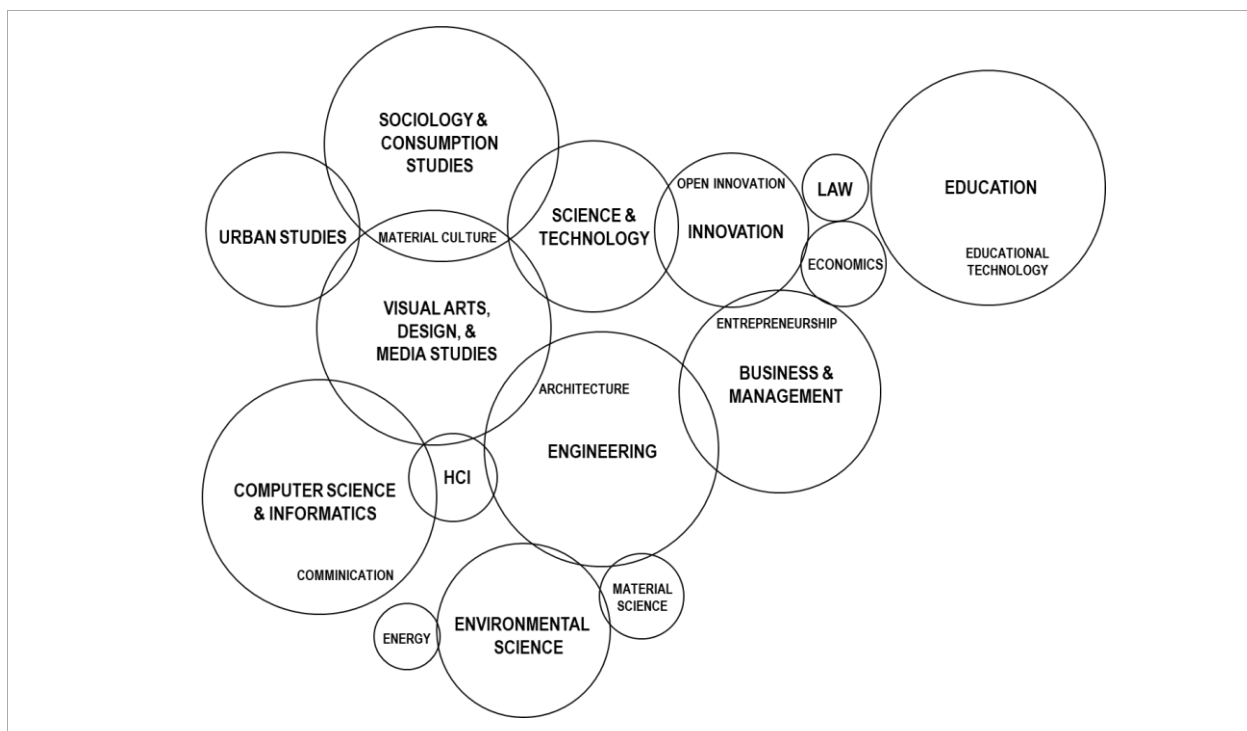 SOCIOLOGY &
CONSUMPTION
STUDIES
URBAN STUDIES
MATERIAL CULTURE
SCIENCE &
TECHNOLOGY
OPEN INNOVATION
INNOVATION
LAW
ECONOMICS
EDUCATION
EDUCATIONAL
TECHNOLOGY
VISUAL ARTS,
DESIGN, &
MEDIA STUDIES
ENTREPRENEURSHIP
BUSINESS &
MANAGEMENT
ARCHITECTURE
ENGINEERING
HCI
COMPUTER SCIENCE
& INFORMATICS
COMMINICATION
MATERIAL
SCIENCE
ENERGY
ENVIRONMENTAL
SCIENCE